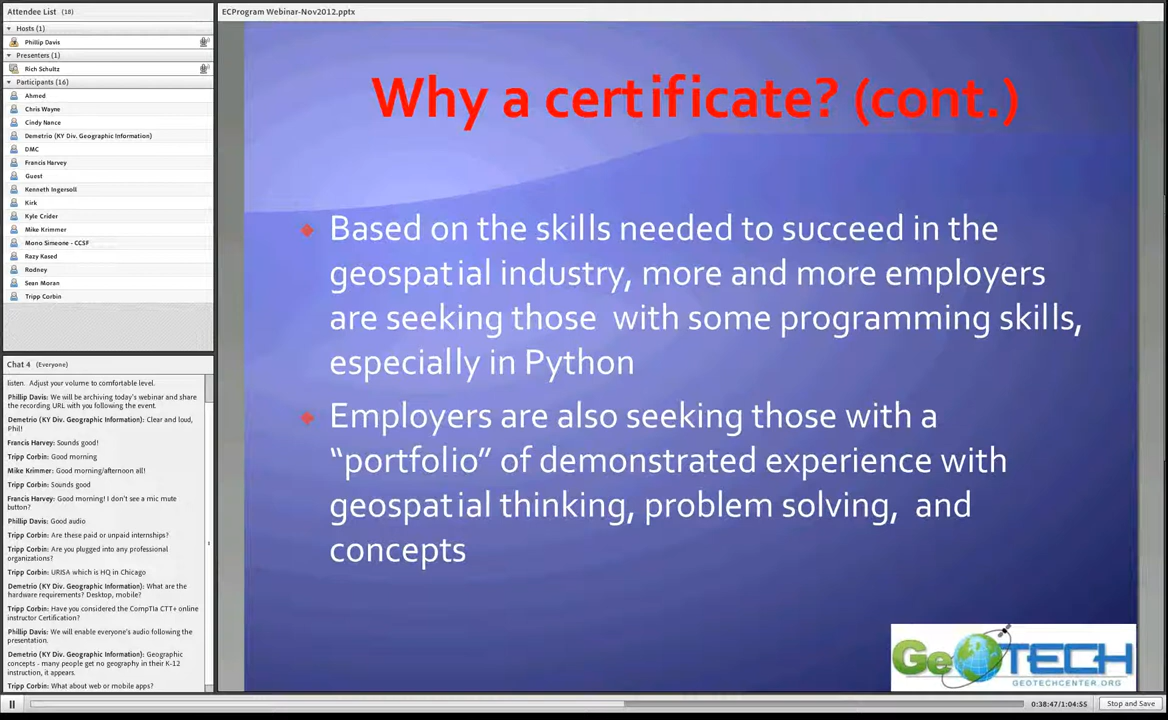 Attendee List (18)
Hosts (1)
Phillip Davis
Presenters (1)
Rich Schultz
Participants (16)
Ahmed
Chris Wayne
Cindy Nance
Demetrio (KY Div. Geographic Information)
DMC
Francis Harvey
Guest
Kenneth Ingersoll
Kirk
Kyle Crider
Mike Krimmer
Mono Simeone - CCSF
Razy Kased
Rodney
Sean Moran
Tripp Corbin
Chat 4 (Everyone)
listen. Adjust your volume to comfortable level.
Phillip Davis: We will be archiving today's webinar and share
the recording URL with you following the event.
Demetrio (KY Div. Geographic Information): Clear and loud,
Phil!
Francis Harvey: Sounds good!
Tripp Corbin: Good morning
Mike Krimmer: Good morning/afternoon all!
Tripp Corbin: Sounds good
Francis Harvey: Good morning! I don't see a mic mute
button?
Phillip Davis: Good audio
Tripp Corbin: Are these paid or unpaid internships?
Tripp Corbin: Are you plugged into any professional
organizations?
Tripp Corbin: URISA which is HQ in Chicago
Demetrio (KY Div. Geographic Information): What are the
hardware requirements? Desktop, mobile?
Tripp Corbin: Have you considered the CompTia CTT+ online
instructor Certification?
Phillip Davis: We will enable everyone's audio following the
presentation.
Demetrio (KY Div. Geographic Information): Geographic
concepts - many people get no geography in their K-12
instruction, it appears.
Tripp Corbin: What about web or mobile apps?
ECProgram Webinar-Nov2012.pptx
Why a certificate? (cont.)
Based on the skills needed to succeed in the
geospatial industry, more and more employers
are seeking those with some programming skills,
especially in Python
Employers are also seeking those with a
“portfolio” of demonstrated experience with
geospatial thinking, problem solving, and
concepts
GeoTECH
GEOTECHCENTER.ORG
0:38:47/1:04:55
Stop and Save